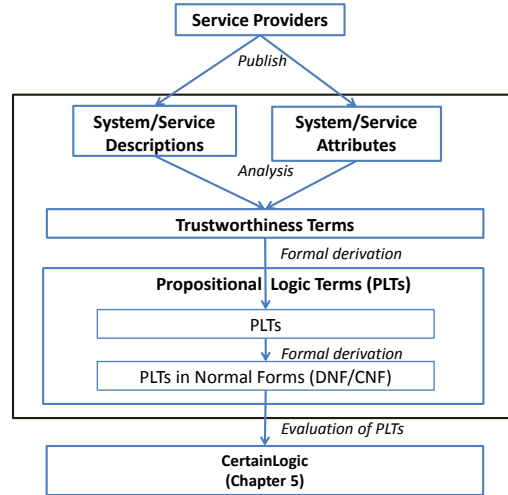 Service Providers
Publish
System/Service
Descriptions
System/Service
Attributes
Analysis
Trustworthiness Terms
Formal derivation
Propositional Logic Terms (PLTs)
PLTs
Formal derivation
PLTs in Normal Forms (DNF/CNF)
Evaluation of PLTs
CertainLogic
(Chapter 5)